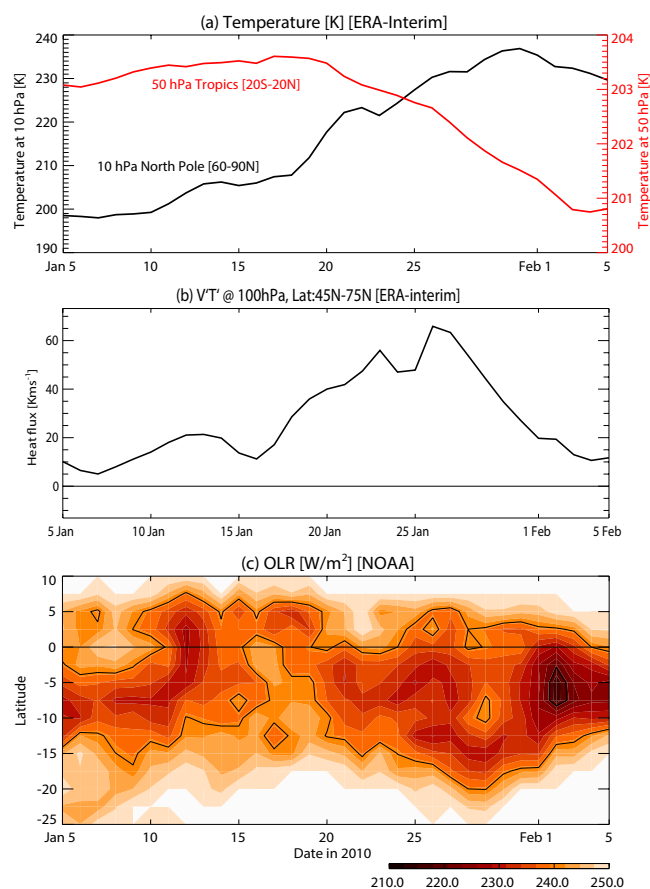 (a) Temperature [K] [ERA-Interim]
240
230
220
210
200
190
Temperature at 10 hPa [K]
204
203
202
201
200
Temperature at 50 hPa [K]
50 hPa Tropics [20S-20N]
10 hPa North Pole [60-90N]
Jan 5 10 15 20 25 Feb 1 5
(b) V'T' @ 100hPa, Lat:45N-75N [ERA-interim]
60
40
20
0
Heat flux [Kms⁻¹]
5 Jan 10 Jan 15 Jan 20 Jan 25 Jan 1 Feb 5 Feb
(c) OLR [W/m²] [NOAA]
10
5
0
-5
-10
-15
-20
-25
Latitude
Jan 5 10 15 20 25 Feb 1 5
Date in 2010
210.0 220.0 230.0 240.0 250.0